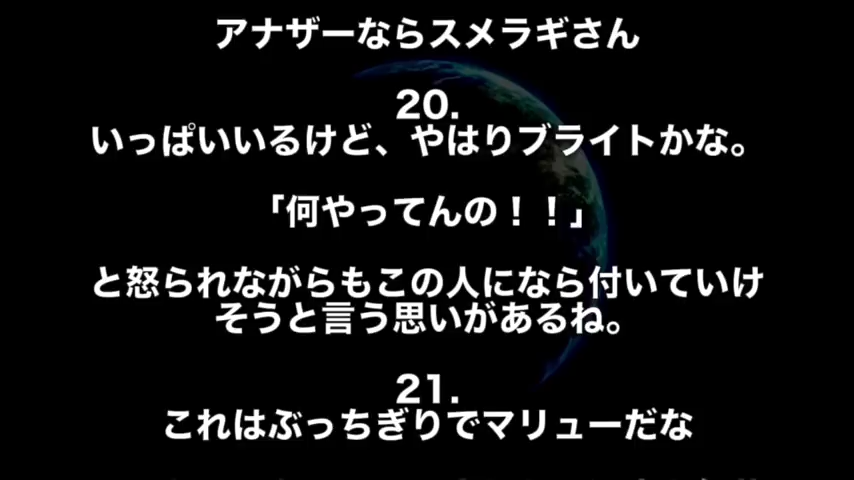 アナザーならスメラギさん
20.
いっぱいいるけど、やはりブライトかな。
「何やってんの！！」
と怒られながらもこの人になら付いていけ
そうと言う思いがあるね。
21.
これはぶっちぎりでマリューだな